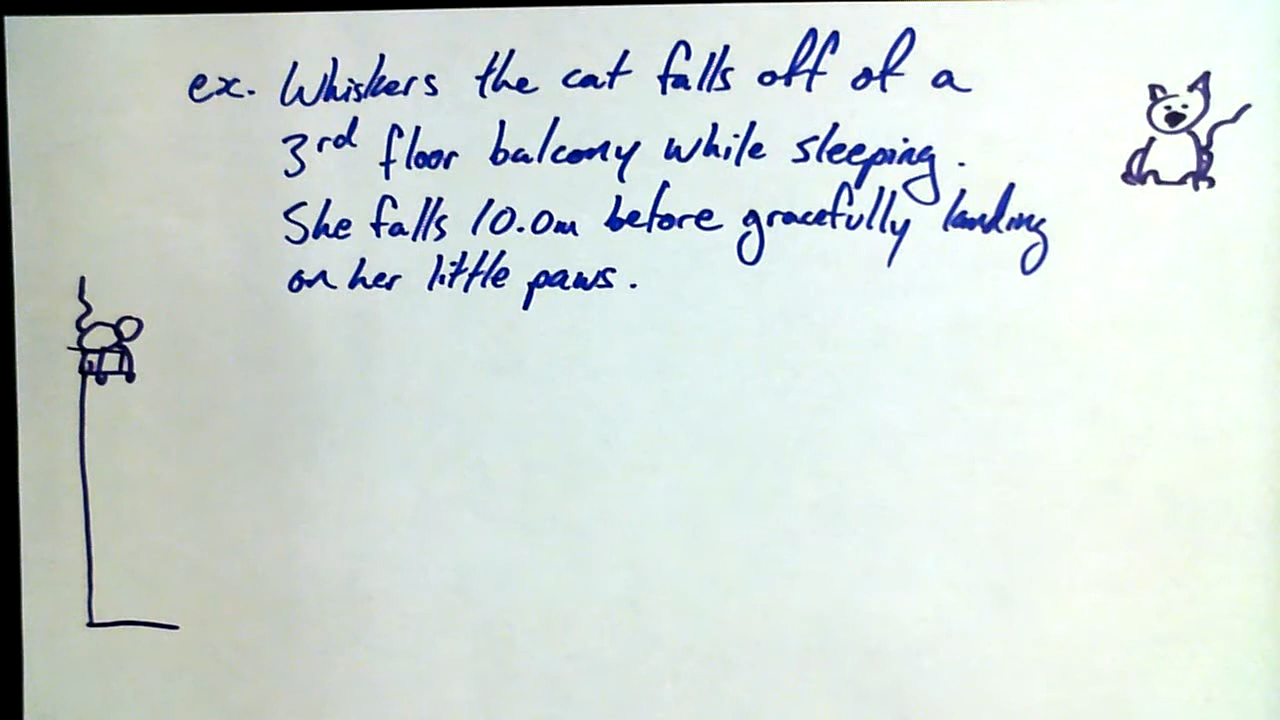 ex. Whiskers the cat falls off of a
3rd floor balcony while sleeping.
She falls 10.0m before gracefully landing
on her little paws.